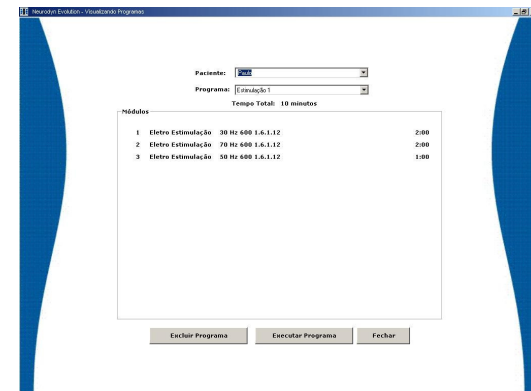 Neurodyn Evolution - Visualizando Programas
Paciente: Paulo
Programa: Estimulação 1
Tempo Total: 10 minutos
Módulos
1 Eletro Estimulação 30 Hz 600 1.6.1.12 2:00
2 Eletro Estimulação 70 Hz 600 1.6.1.12 2:00
3 Eletro Estimulação 50 Hz 600 1.6.1.12 1:00
Excluir Programa Executar Programa Fechar